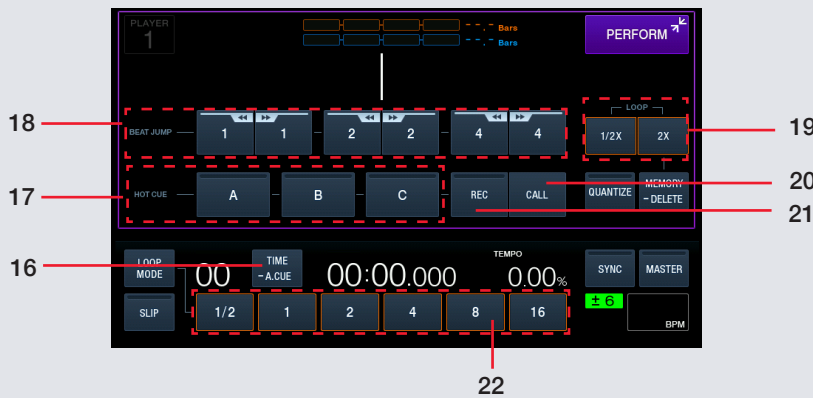 PLAYER
1
--.- Bars
--.- Bars
PERFORM
LOOP
18
BEAT JUMP
1 1 2 2 4 4
1/2X 2X
19
17
HOT CUE
A B C
REC CALL
QUANTIZE
MEMORY
- DELETE
20
21
16
LOOP
MODE
00
TIME
- A.CUE
00:00.000
TEMPO
0.00%
SYNC MASTER
SLIP
1/2 1 2 4 8 16
± 6
BPM
22